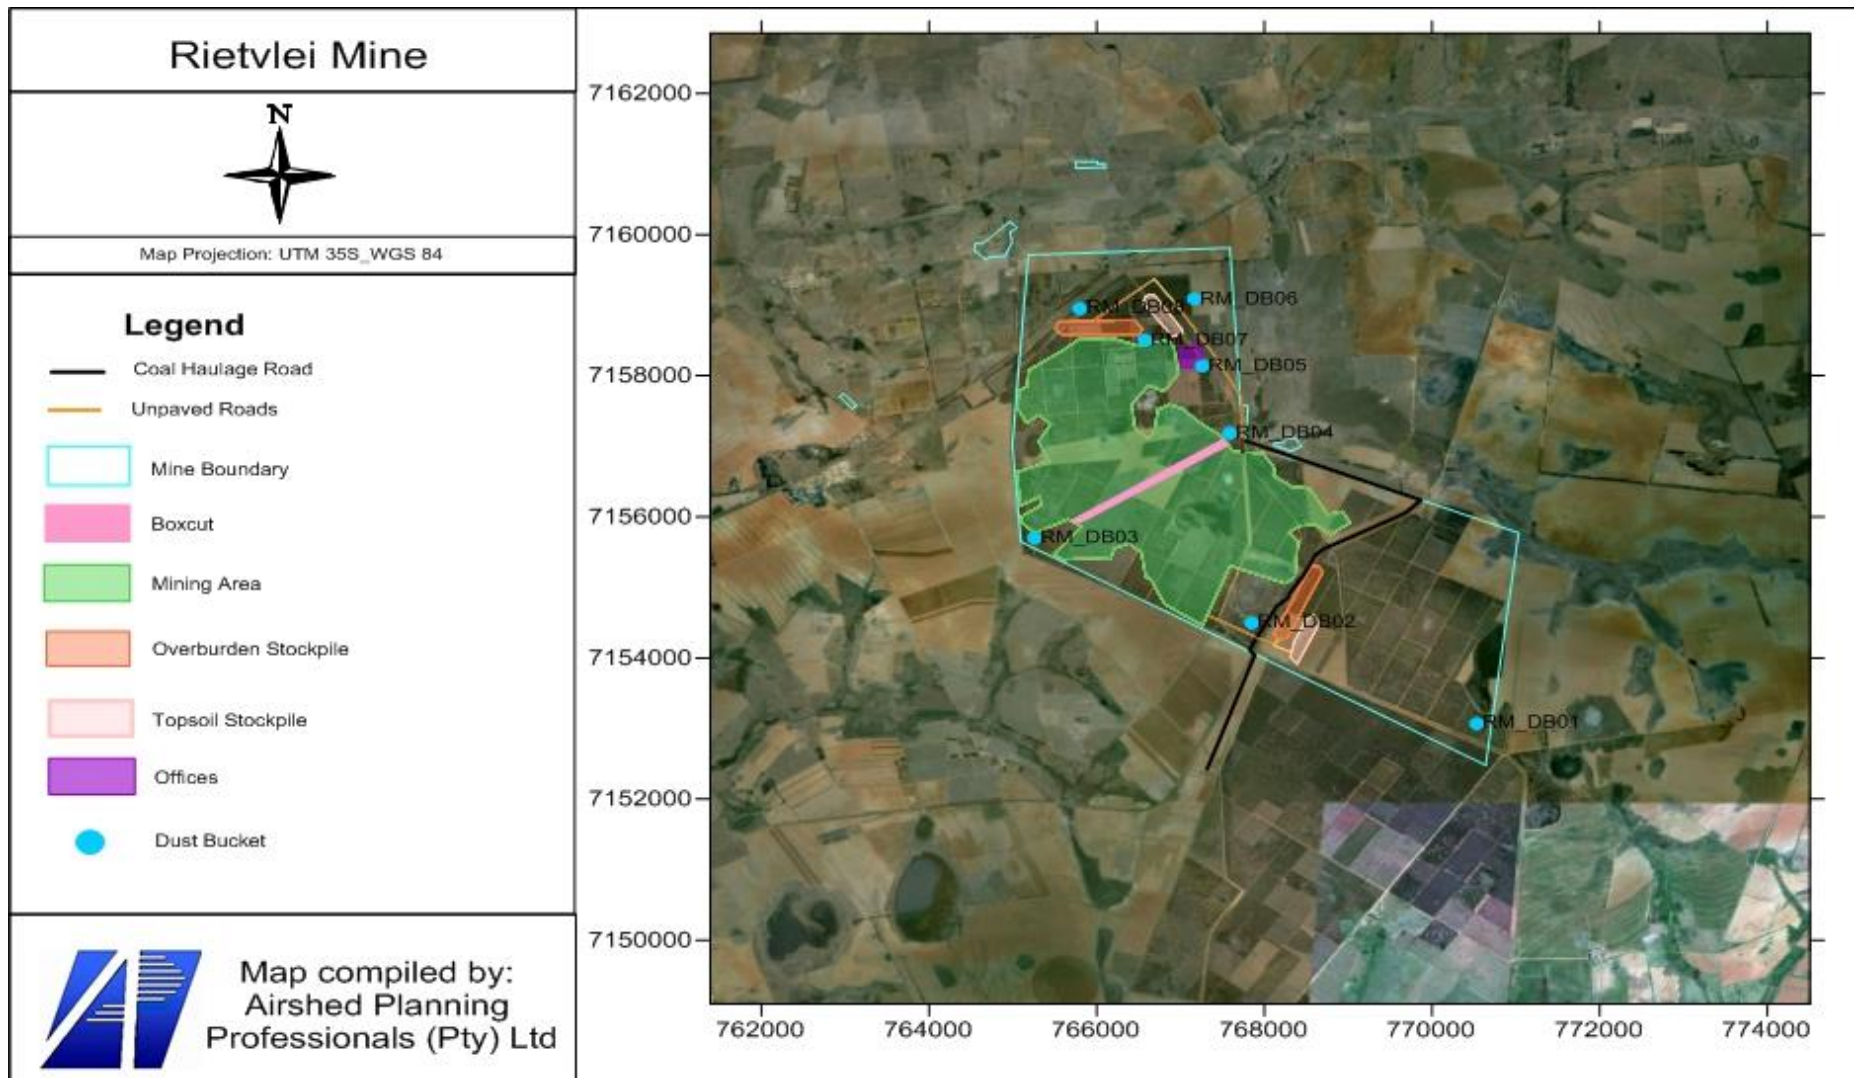 Rietvlei Mine
N
Map Projection: UTM 35S_WGS 84
Legend
Coal Haulage Road
Unpaved Roads
Mine Boundary
Boxcut
Mining Area
Overburden Stockpile
Topsoil Stockpile
Offices
Dust Bucket
Map compiled by:
Airshed Planning
Professionals (Pty) Ltd
7162000
7160000
7158000
7156000
7154000
7152000
7150000
762000
764000
766000
768000
770000
772000
774000
RM_DB06
RM_DB07
RM_DB05
RM_DB04
RM_DB03
RM_DB02
RM_DB01